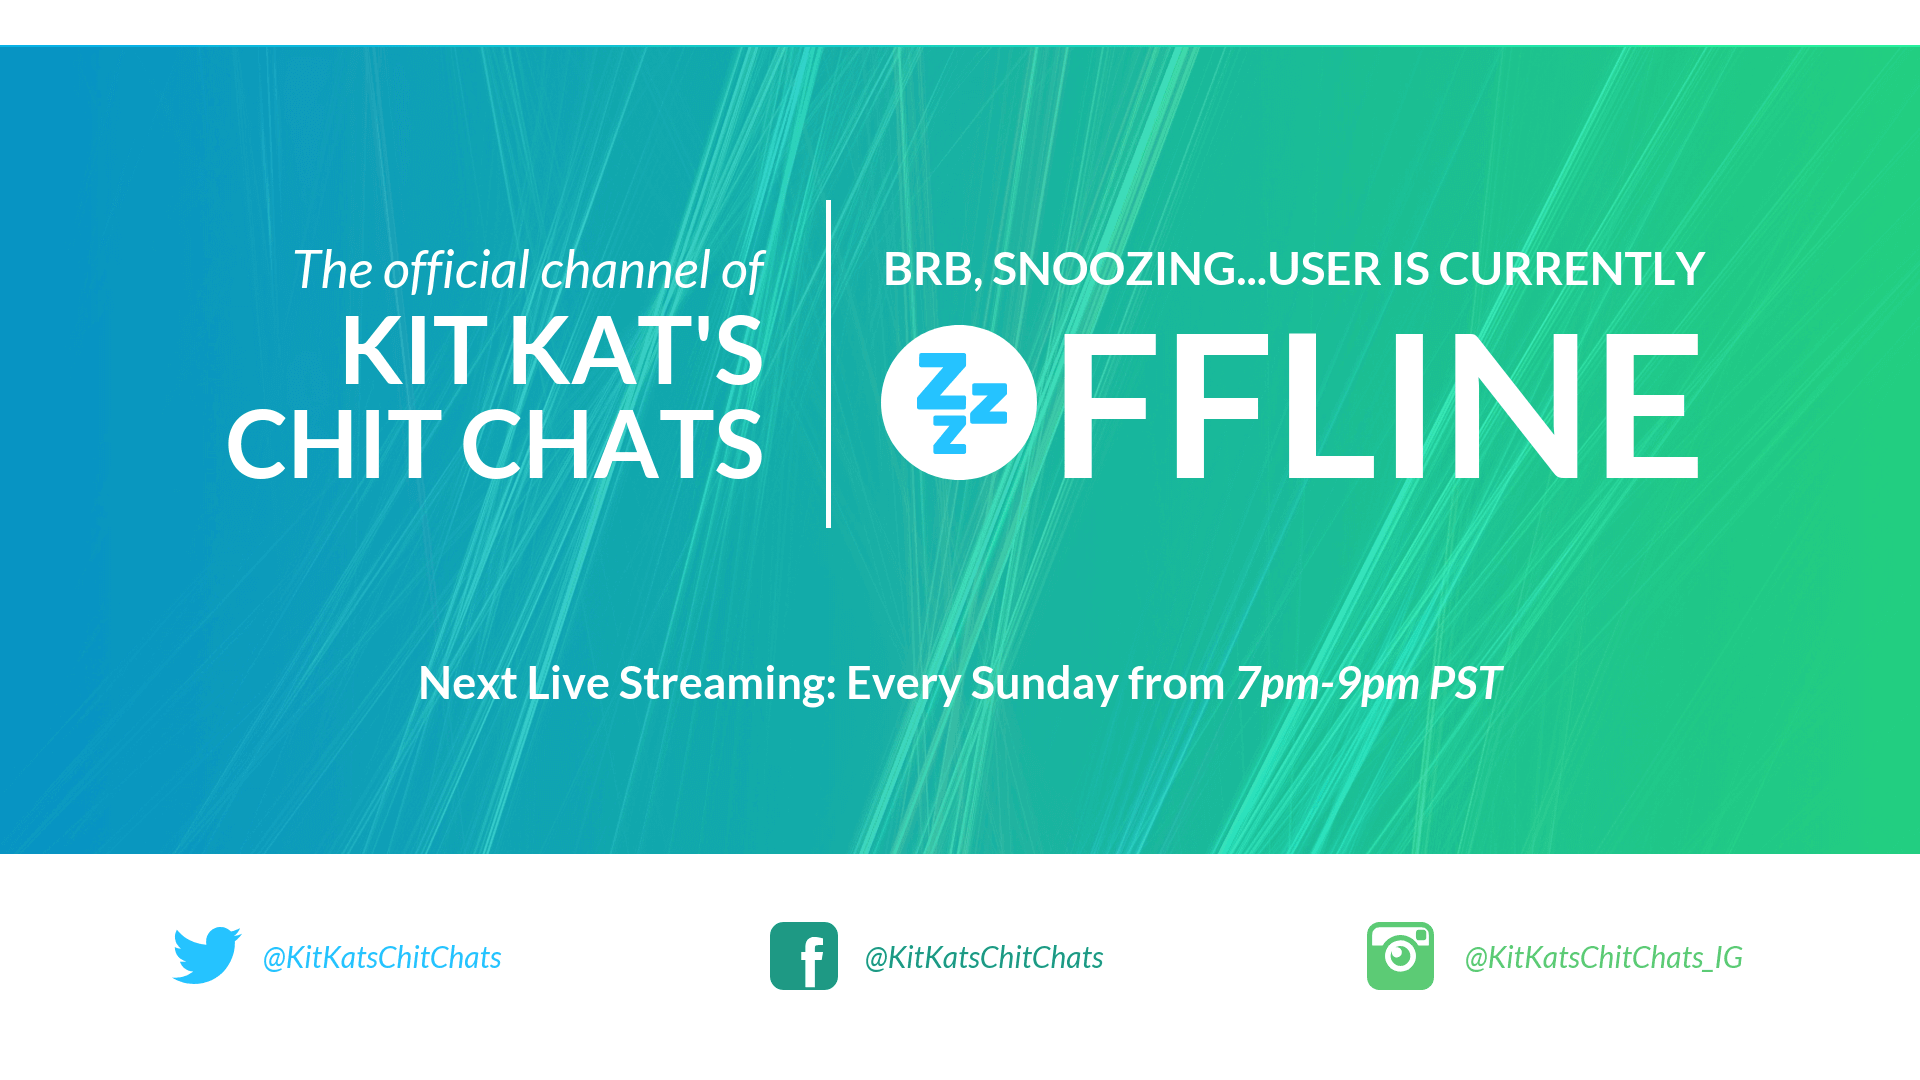 The official channel of
KIT KAT'S
CHIT CHATS
BRB, SNOOZING...USER IS CURRENTLY
OFFLINE
Next Live Streaming: Every Sunday from 7pm-9pm PST
@KitKatsChitChats
@KitKatsChitChats
@KitKatsChitChats_IG